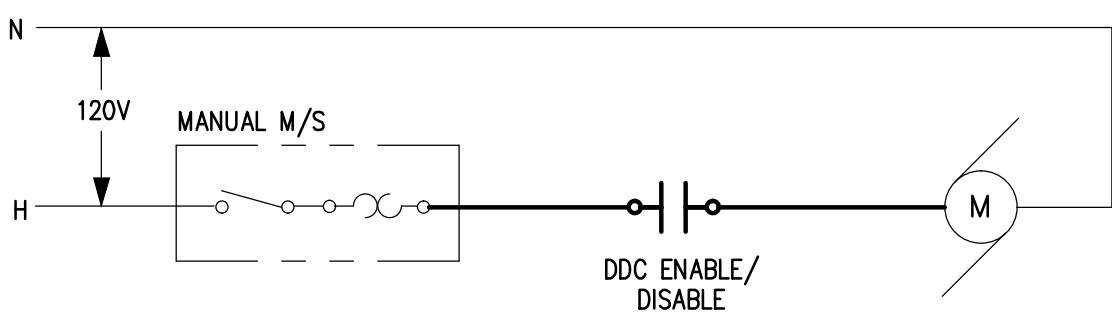 N
120V
MANUAL M/S
H
M
DDC ENABLE/
DISABLE